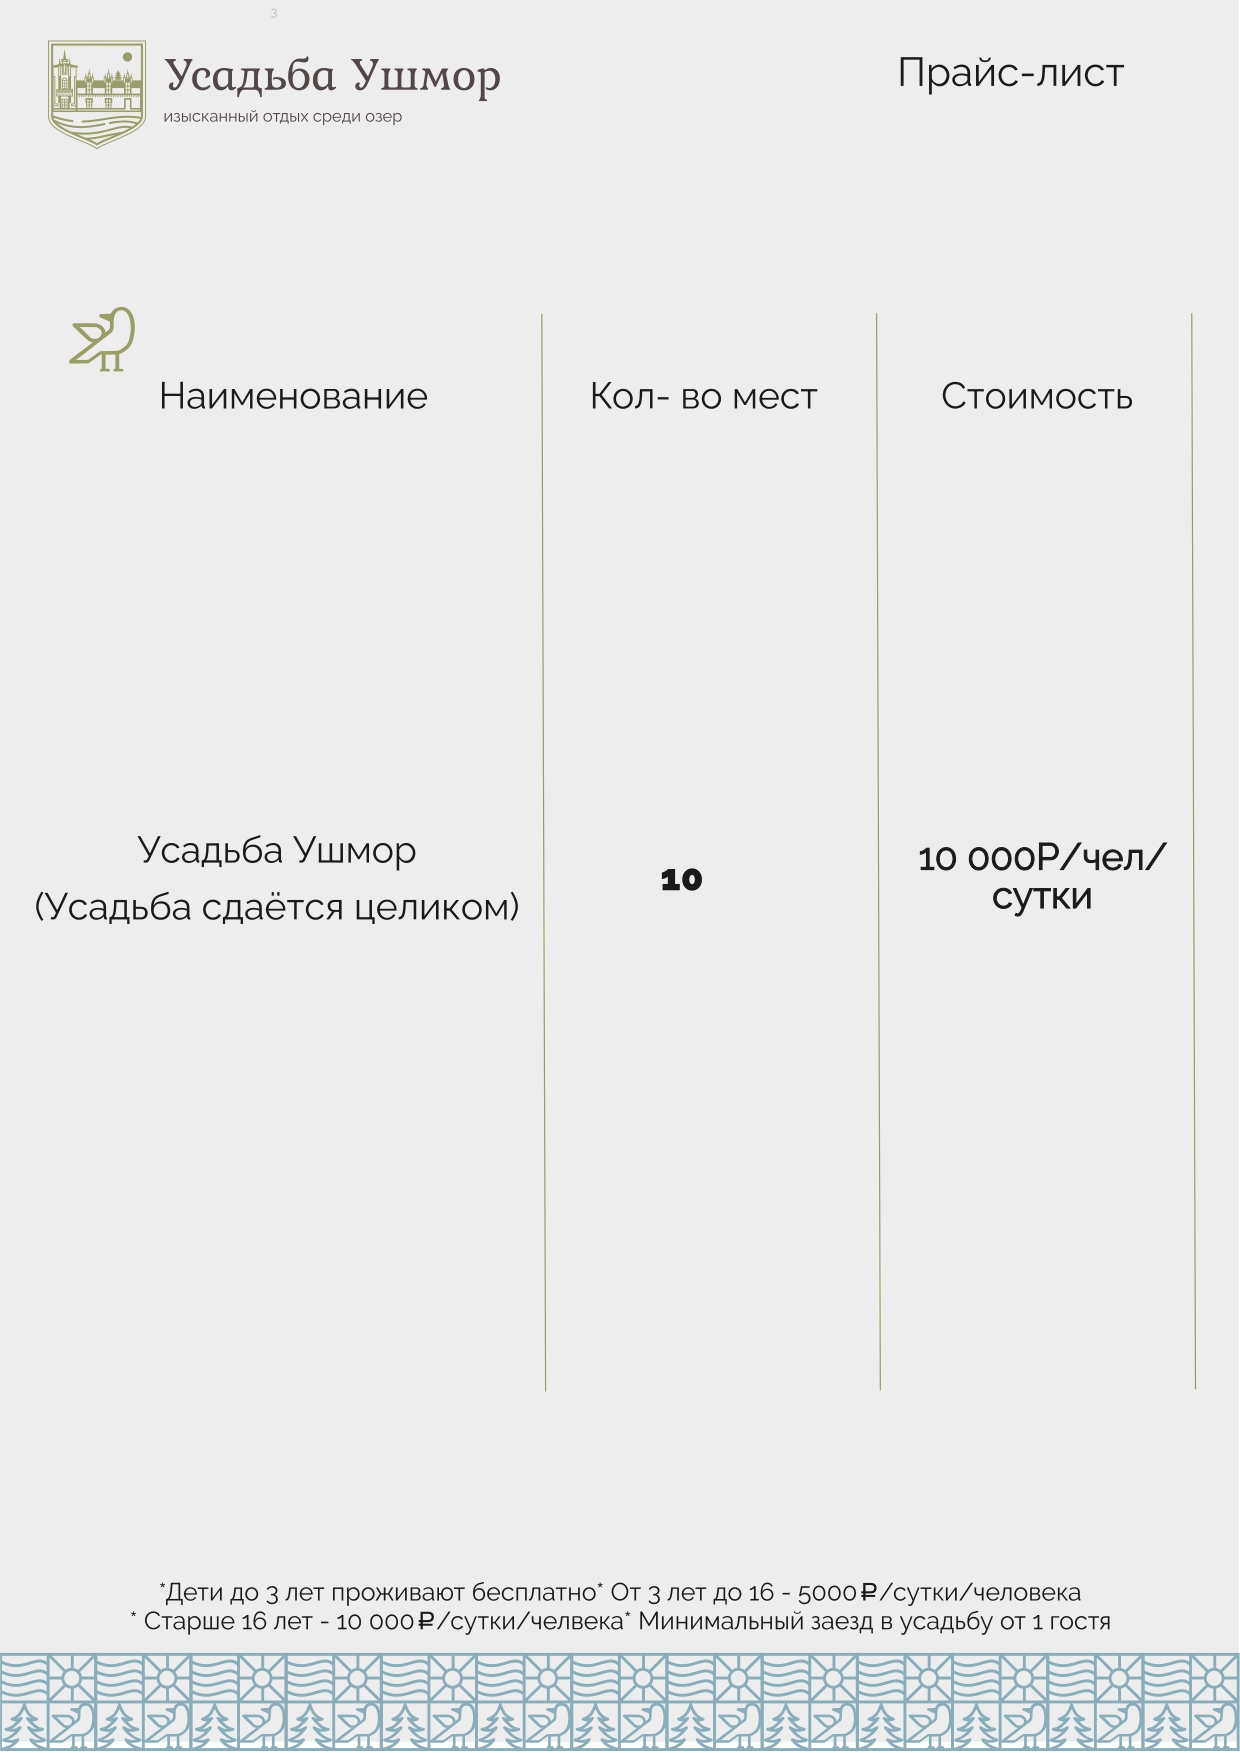 3
Усадьба Ушмор
изысканный отдых среди озер
Прайс-лист
Наименование
Кол- во мест
Стоимость
Усадьба Ушмор
(Усадьба сдаётся целиком)
10
10 000Р/чел/
сутки
*Дети до 3 лет проживают бесплатно* От 3 лет до 16 - 5000₽/сутки/человека
* Старше 16 лет - 10 000₽/сутки/челвека* Минимальный заезд в усадьбу от 1 гостя